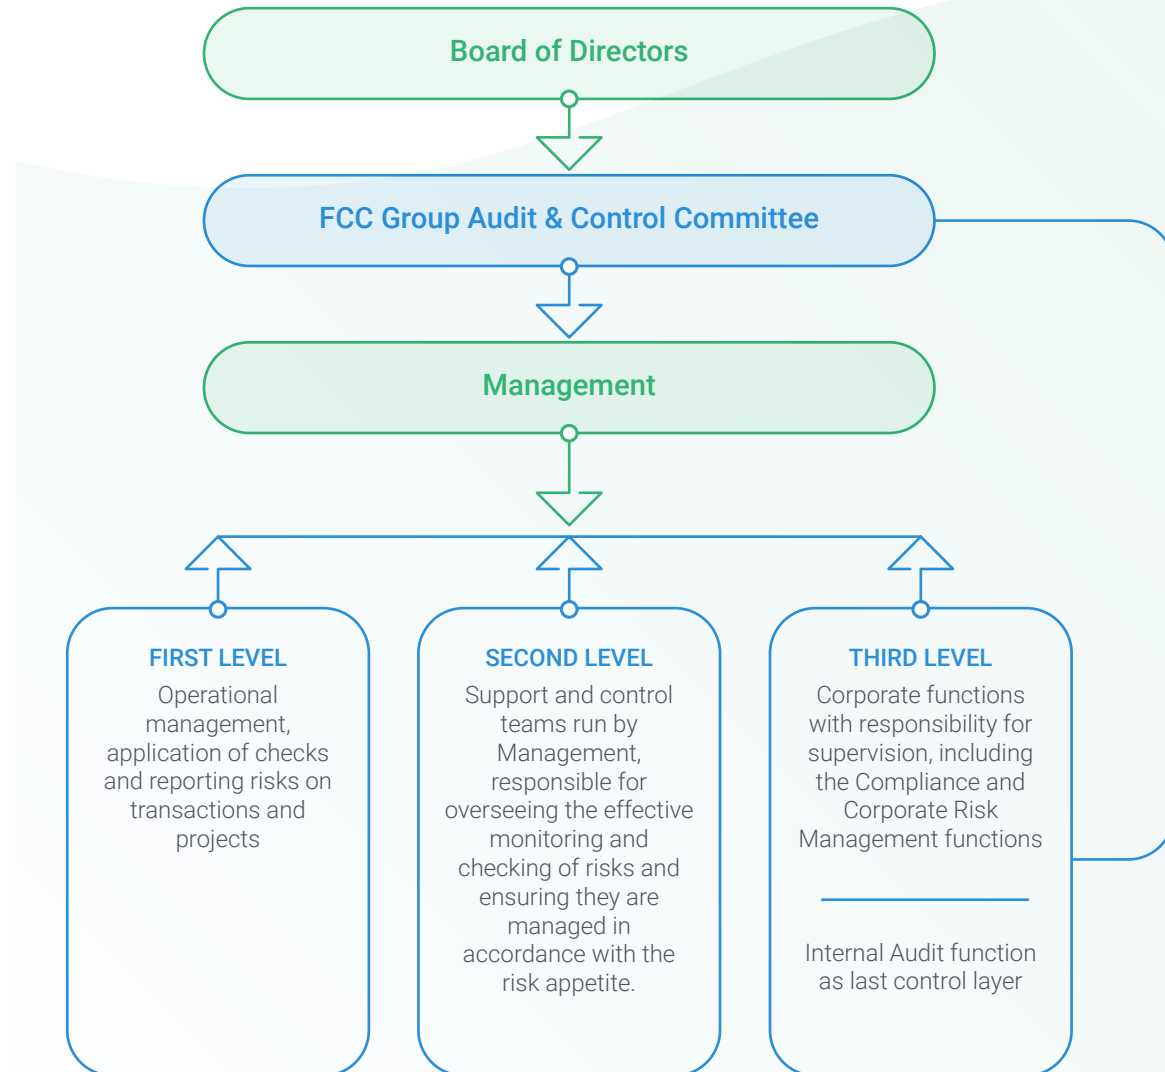 Board of Directors
FCC Group Audit & Control Committee
Management
FIRST LEVEL
Operational
management,
application of checks
and reporting risks on
transactions and
projects
SECOND LEVEL
Support and control
teams run by
Management,
responsible for
overseeing the effective
monitoring and
checking of risks and
ensuring they are
managed in
accordance with the
risk appetite.
THIRD LEVEL
Corporate functions
with responsibility for
supervision, including
the Compliance and
Corporate Risk
Management functions
Internal Audit function
as last control layer